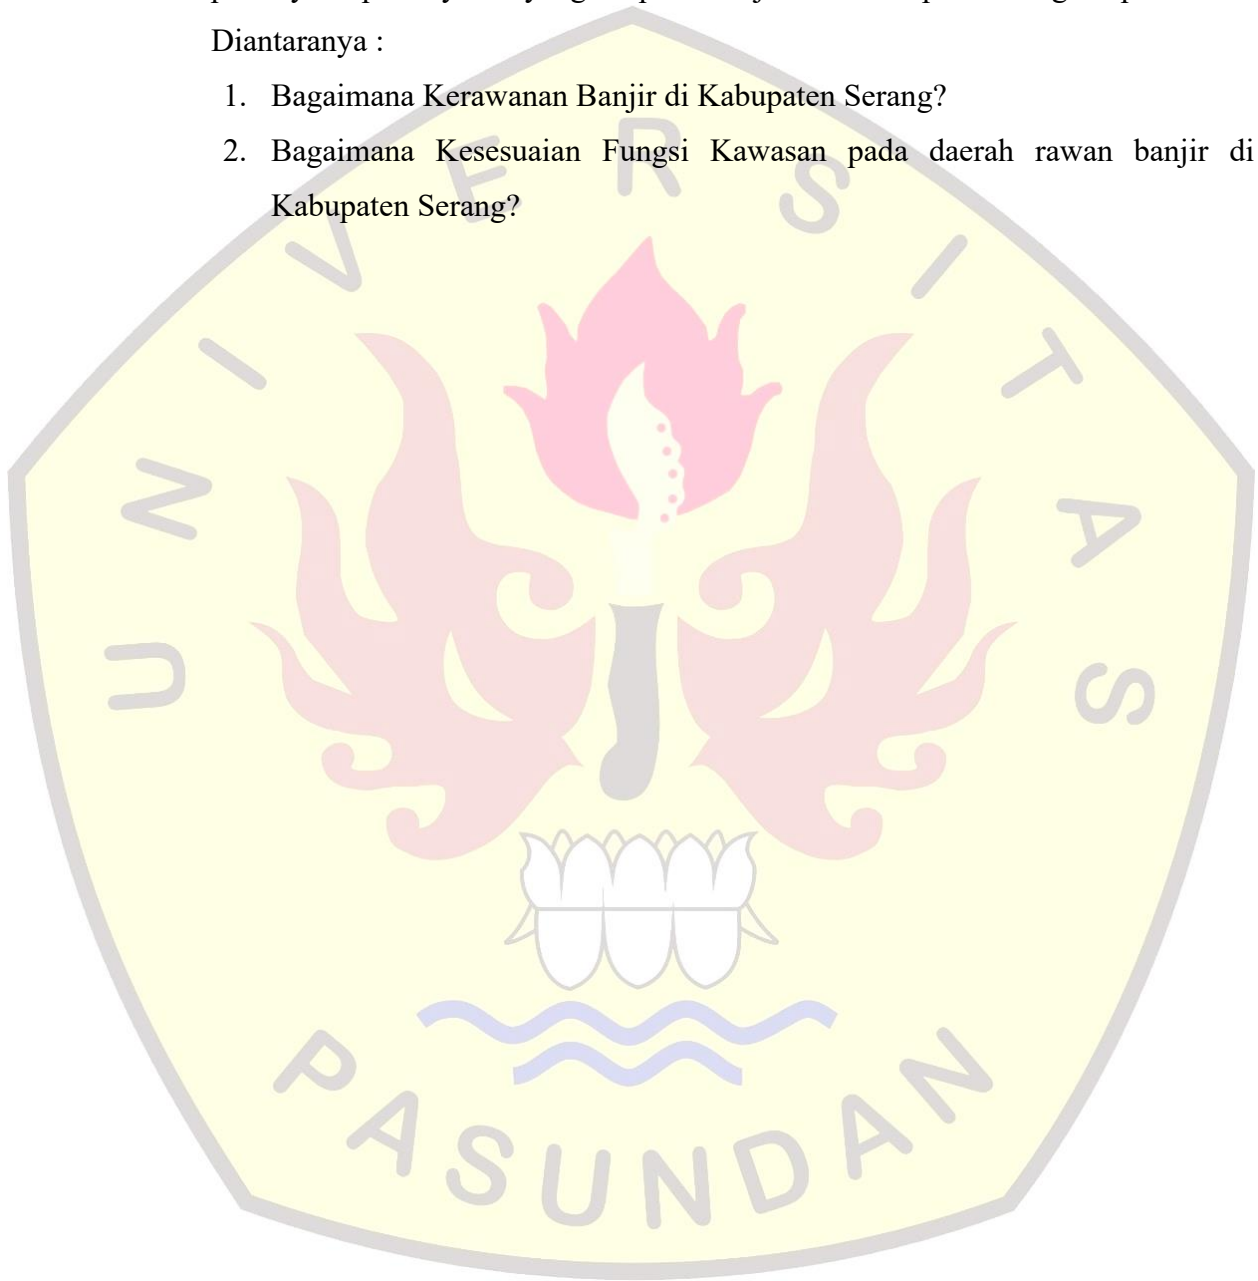 Diantaranya :
1. Bagaimana Kerawanan Banjir di Kabupaten Serang?
2. Bagaimana Kesesuaian Fungsi Kawasan pada daerah rawan banjir di
Kabupaten Serang?
UNIVERSITAS
PASUNDAN